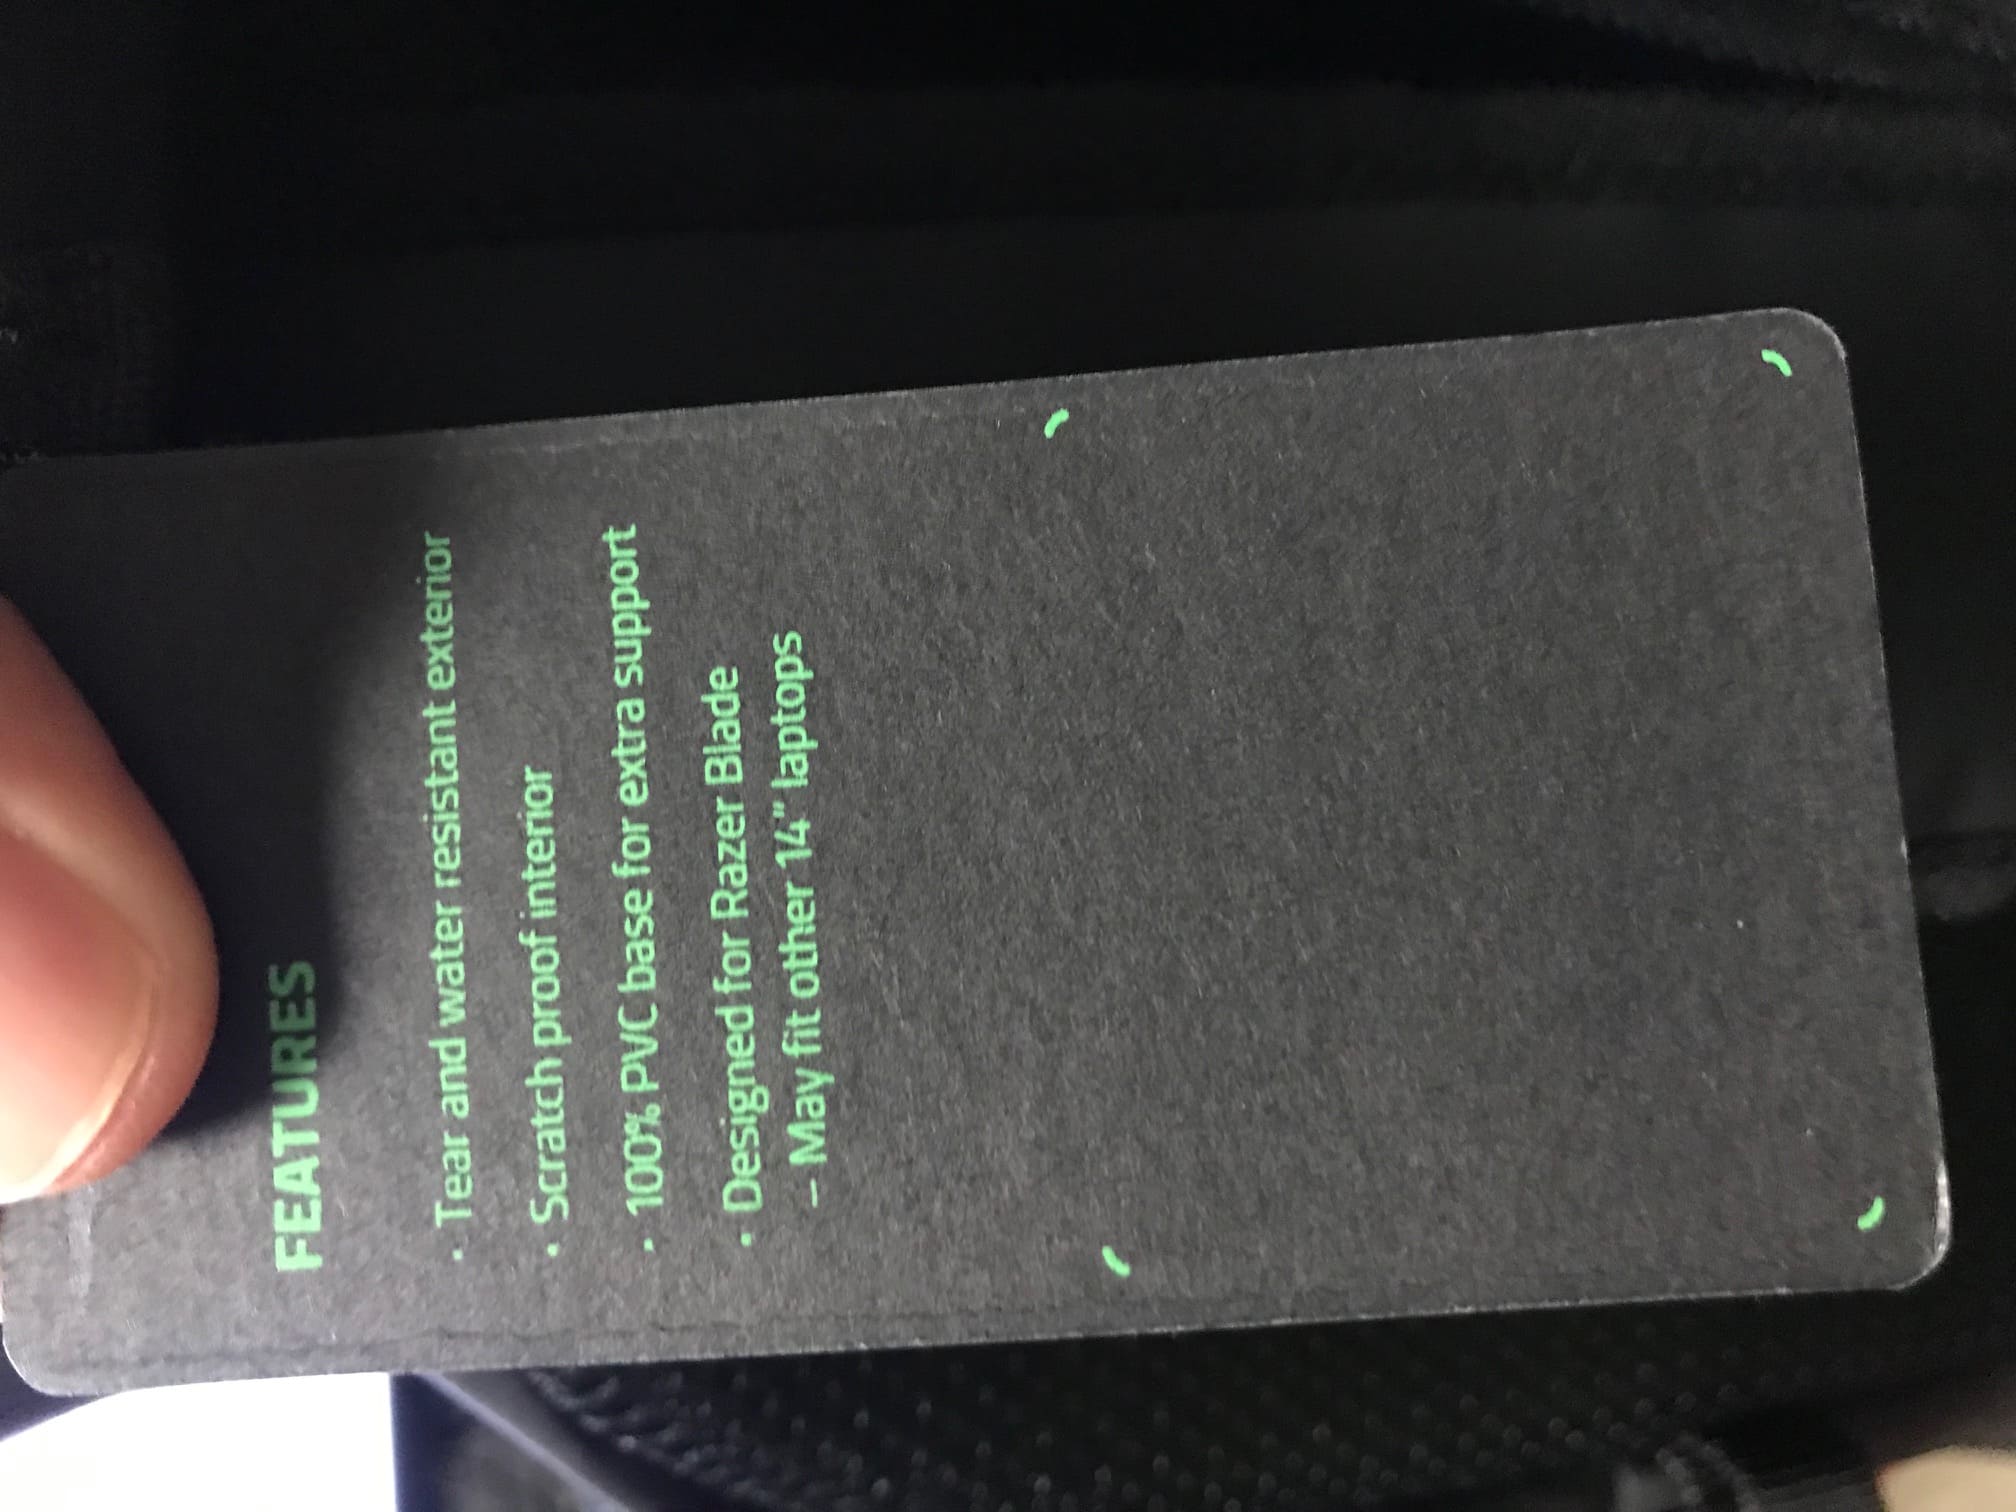 FEATURES
· Tear and water resistant exterior
· Scratch proof interior
· 100% PVC base for extra support
· Designed for Razer Blade
– May fit other 14" laptops